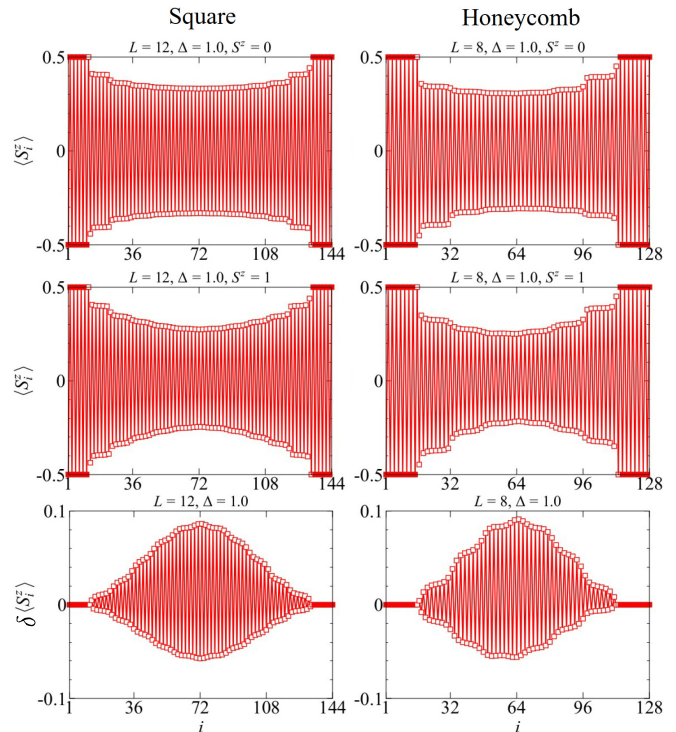 Square
Honeycomb
L = 12, Δ = 1.0, S^z = 0
L = 8, Δ = 1.0, S^z = 0
0.5
0
-0.5
⟨S_i^z⟩
1 36 72 108 144
1 32 64 96 128
L = 12, Δ = 1.0, S^z = 1
L = 8, Δ = 1.0, S^z = 1
0.5
0
-0.5
⟨S_i^z⟩
1 36 72 108 144
1 32 64 96 128
L = 12, Δ = 1.0
L = 8, Δ = 1.0
0.1
0
-0.1
δ⟨S_i^z⟩
1 36 72 108 144
1 32 64 96 128
i
i